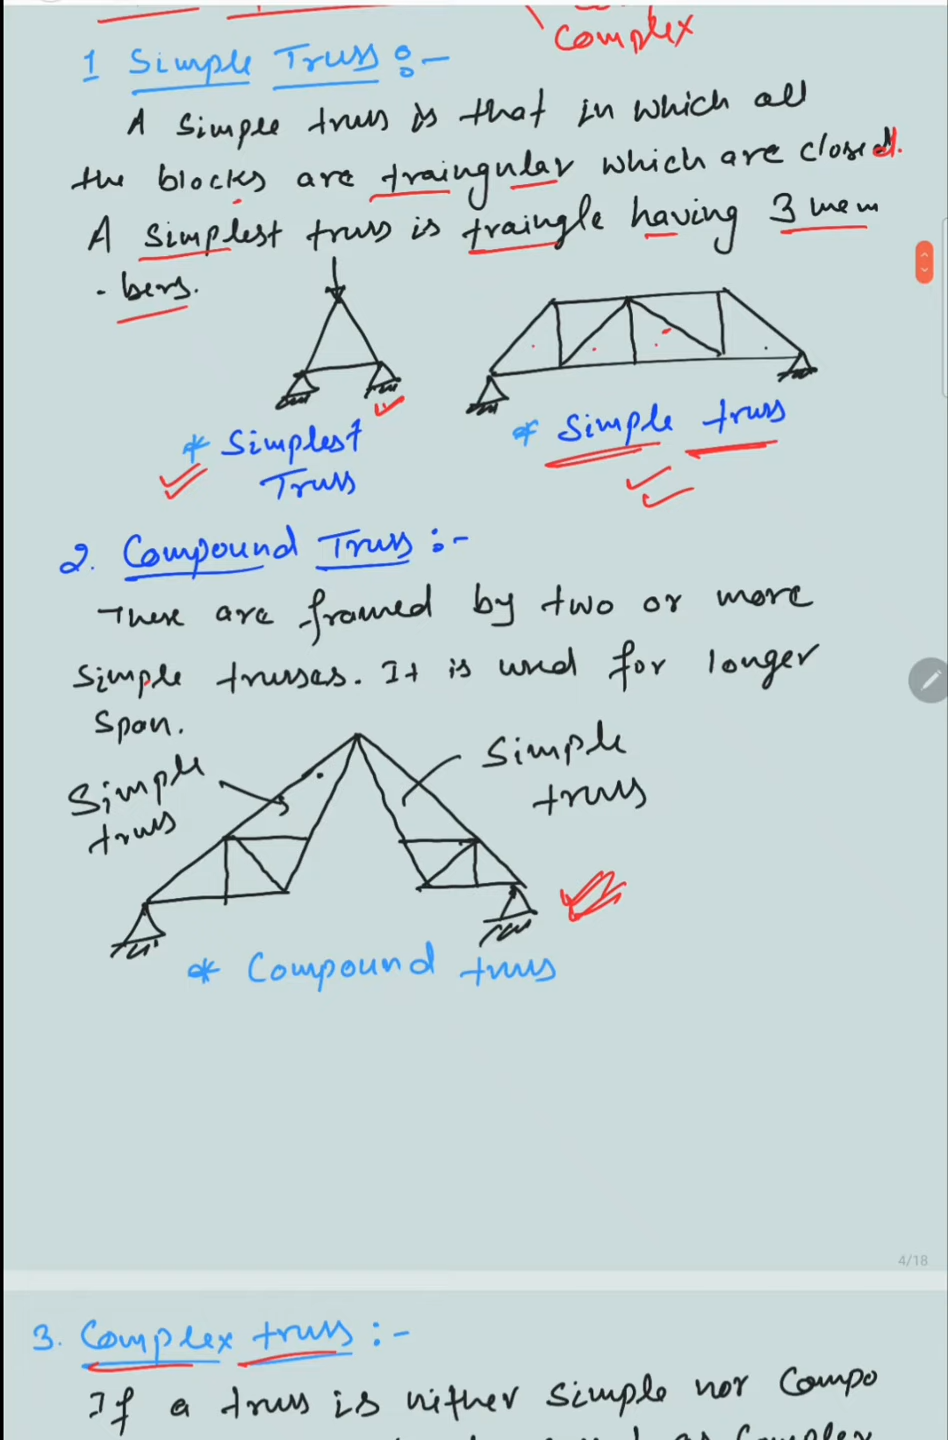 complex
1 Simple Truss :-
A Simple truss is that in which all
the blocks are traingular which are closed.
A simplest truss is traingle having 3 mem
- bers.
* Simplest
Truss
* Simple truss
2. Compound Truss :-
These are framed by two or more
Simple trusses. It is used for longer
Span.
Simple
truss
Simple
truss
* Compound truss
4/18
3. Complex truss :-
If a truss is nither simple nor Compo
as Complex